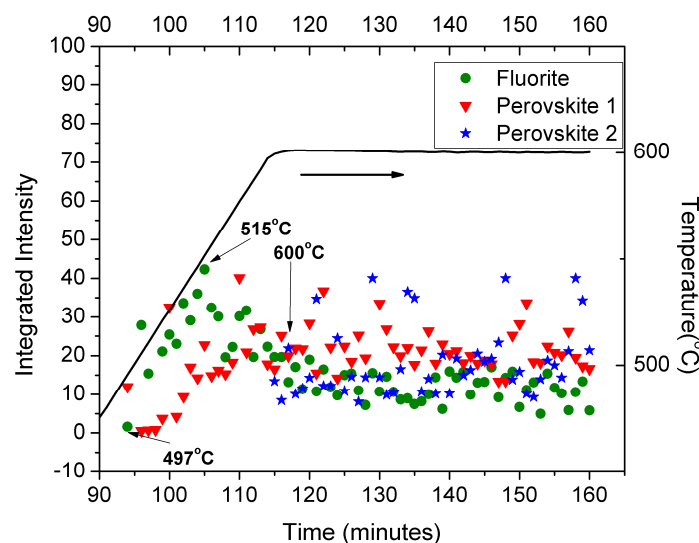 90 100 110 120 130 140 150 160
100
90
80
70
60
50
40
30
20
10
0
-10
Integrated Intensity
Fluorite
Perovskite 1
Perovskite 2
600
500
Temperature(°C)
515°C
600°C
497°C
90 100 110 120 130 140 150 160
Time (minutes)